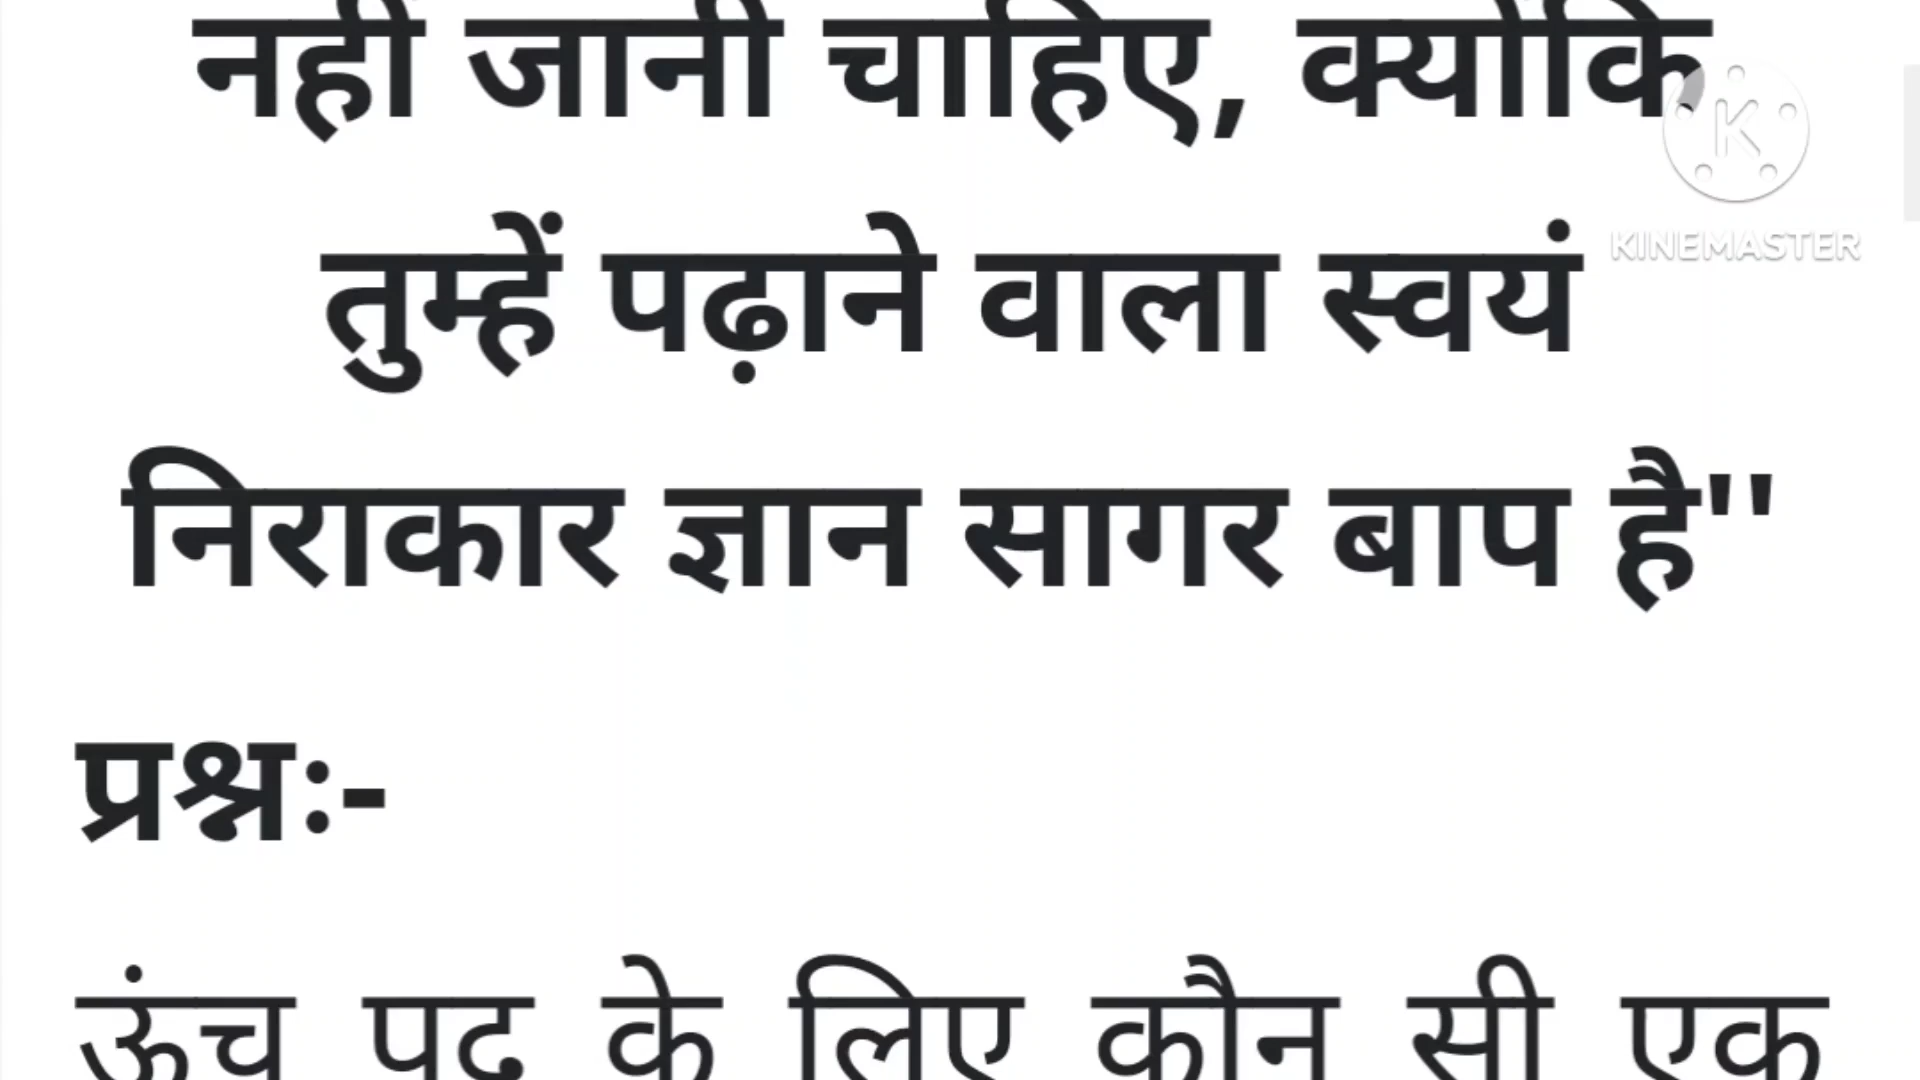 नहीं जानी चाहिए, क्योंकि
तुम्हें पढ़ाने वाला स्वयं
निराकार ज्ञान सागर बाप है''
प्रश्नः-
ऊंच पद के लिए कौन सी एक
KINEMASTER